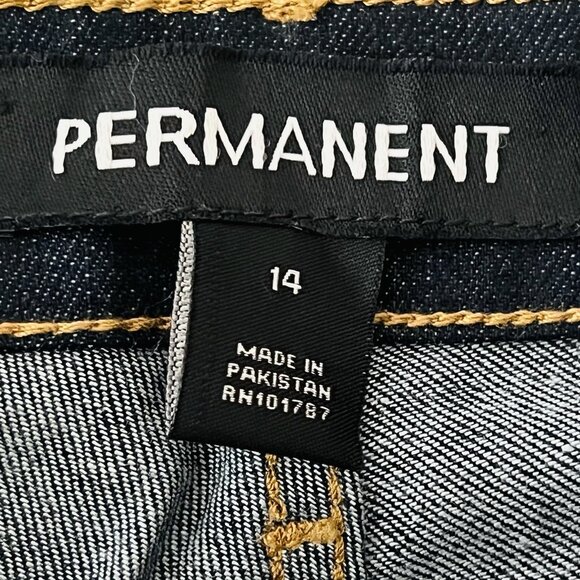 PERMANENT
14
MADE IN
PAKISTAN
RN101787